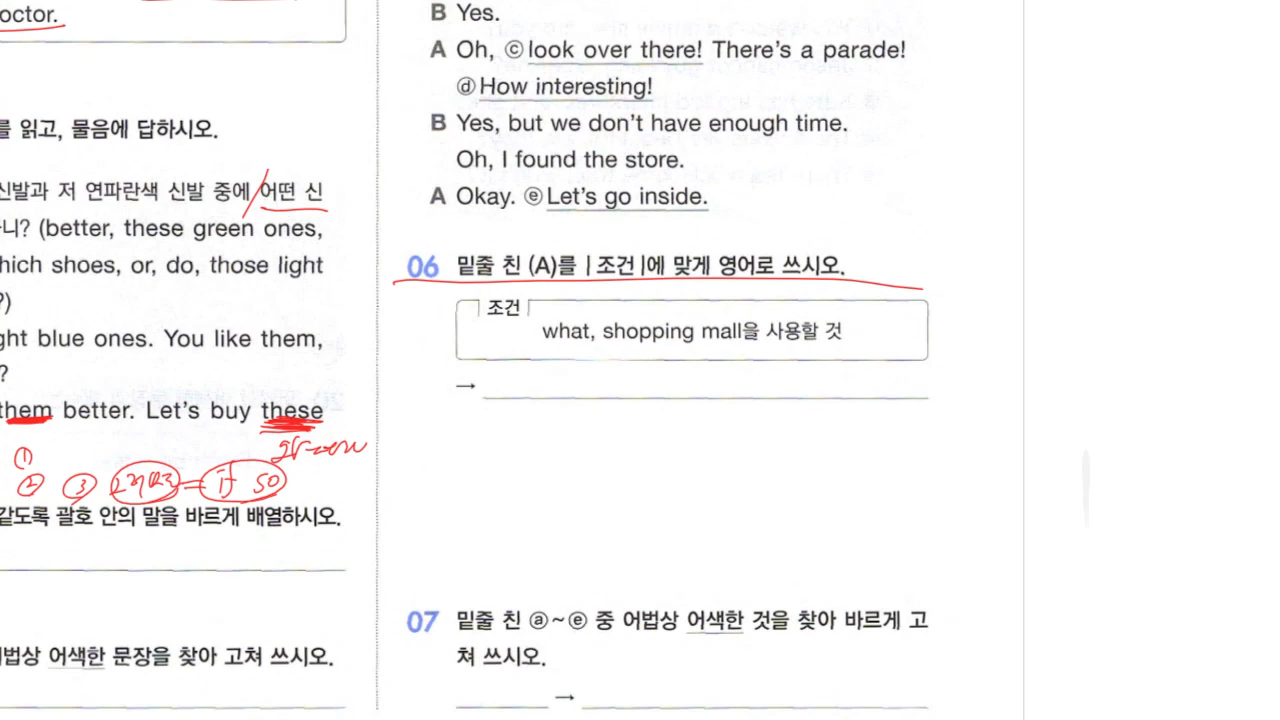 octor.
를 읽고, 물음에 답하시오.
신발과 저 연파란색 신발 중에 어떤 신
니? (better, these green ones,
hich shoes, or, do, those light
?)
ght blue ones. You like them,
?
them better. Let's buy these
①
② ③ = if so
같도록 괄호 안의 말을 바르게 배열하시오.
법상 어색한 문장을 찾아 고쳐 쓰시오.
B Yes.
A Oh, ⓒlook over there! There's a parade!
ⓓHow interesting!
B Yes, but we don't have enough time.
Oh, I found the store.
A Okay. ⓔLet's go inside.
06 밑줄 친 (A)를 |조건|에 맞게 영어로 쓰시오.
조건
what, shopping mall을 사용할 것
→
07 밑줄 친 ⓐ~ⓔ 중 어법상 어색한 것을 찾아 바르게 고
쳐 쓰시오.
→